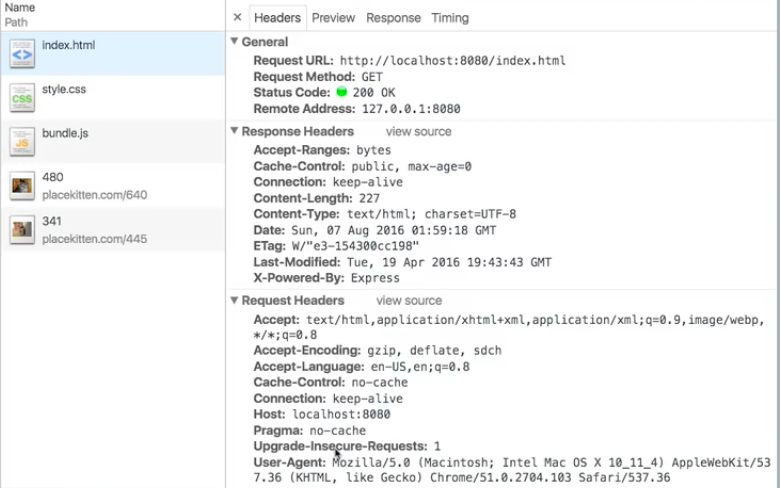 Name
Path
index.html
style.css
bundle.js
480
placekitten.com/640
341
placekitten.com/445
× Headers Preview Response Timing
▼ General
Request URL: http://localhost:8080/index.html
Request Method: GET
Status Code: 200 OK
Remote Address: 127.0.0.1:8080
▼ Response Headers view source
Accept-Ranges: bytes
Cache-Control: public, max-age=0
Connection: keep-alive
Content-Length: 227
Content-Type: text/html; charset=UTF-8
Date: Sun, 07 Aug 2016 01:59:18 GMT
ETag: W/"e3-154300cc198"
Last-Modified: Tue, 19 Apr 2016 19:43:43 GMT
X-Powered-By: Express
▼ Request Headers view source
Accept: text/html,application/xhtml+xml,application/xml;q=0.9,image/webp,
*/*;q=0.8
Accept-Encoding: gzip, deflate, sdch
Accept-Language: en-US,en;q=0.8
Cache-Control: no-cache
Connection: keep-alive
Host: localhost:8080
Pragma: no-cache
Upgrade-Insecure-Requests: 1
User-Agent: Mozilla/5.0 (Macintosh; Intel Mac OS X 10_11_4) AppleWebKit/53
7.36 (KHTML, like Gecko) Chrome/51.0.2704.103 Safari/537.36